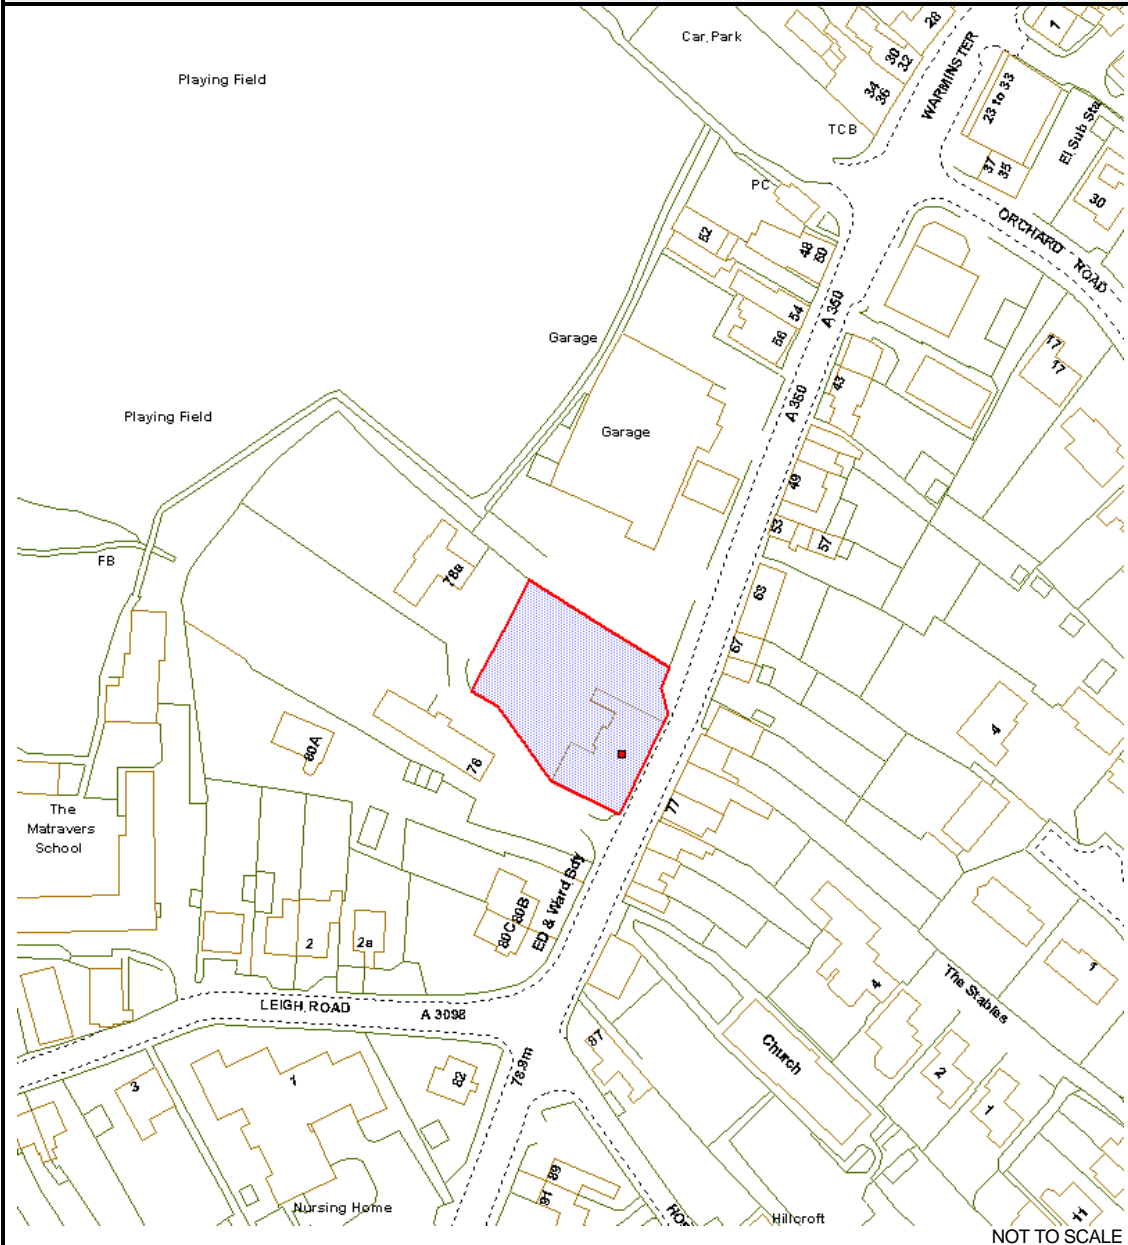 28
1
Car Park
WARMINSTER
30
32
Playing Field
34
36
23 to 33
TCB
El Sub Sta
37
35
PC
30
52
48
50
ORCHARD ROAD
A 350
54
56
Garage
17
17
43
A 350
Playing Field
Garage
49
53
57
FB
78a
63
67
4
80A
76
77
The
Matravers
School
80B
80C
ED & Ward Bdy
2
2a
4
The Stables
1
LEIGH ROAD
A 3098
78.9m
87
Church
82
2
3
1
1
89
91
Nursing Home
Hillcroft
11
NOT TO SCALE